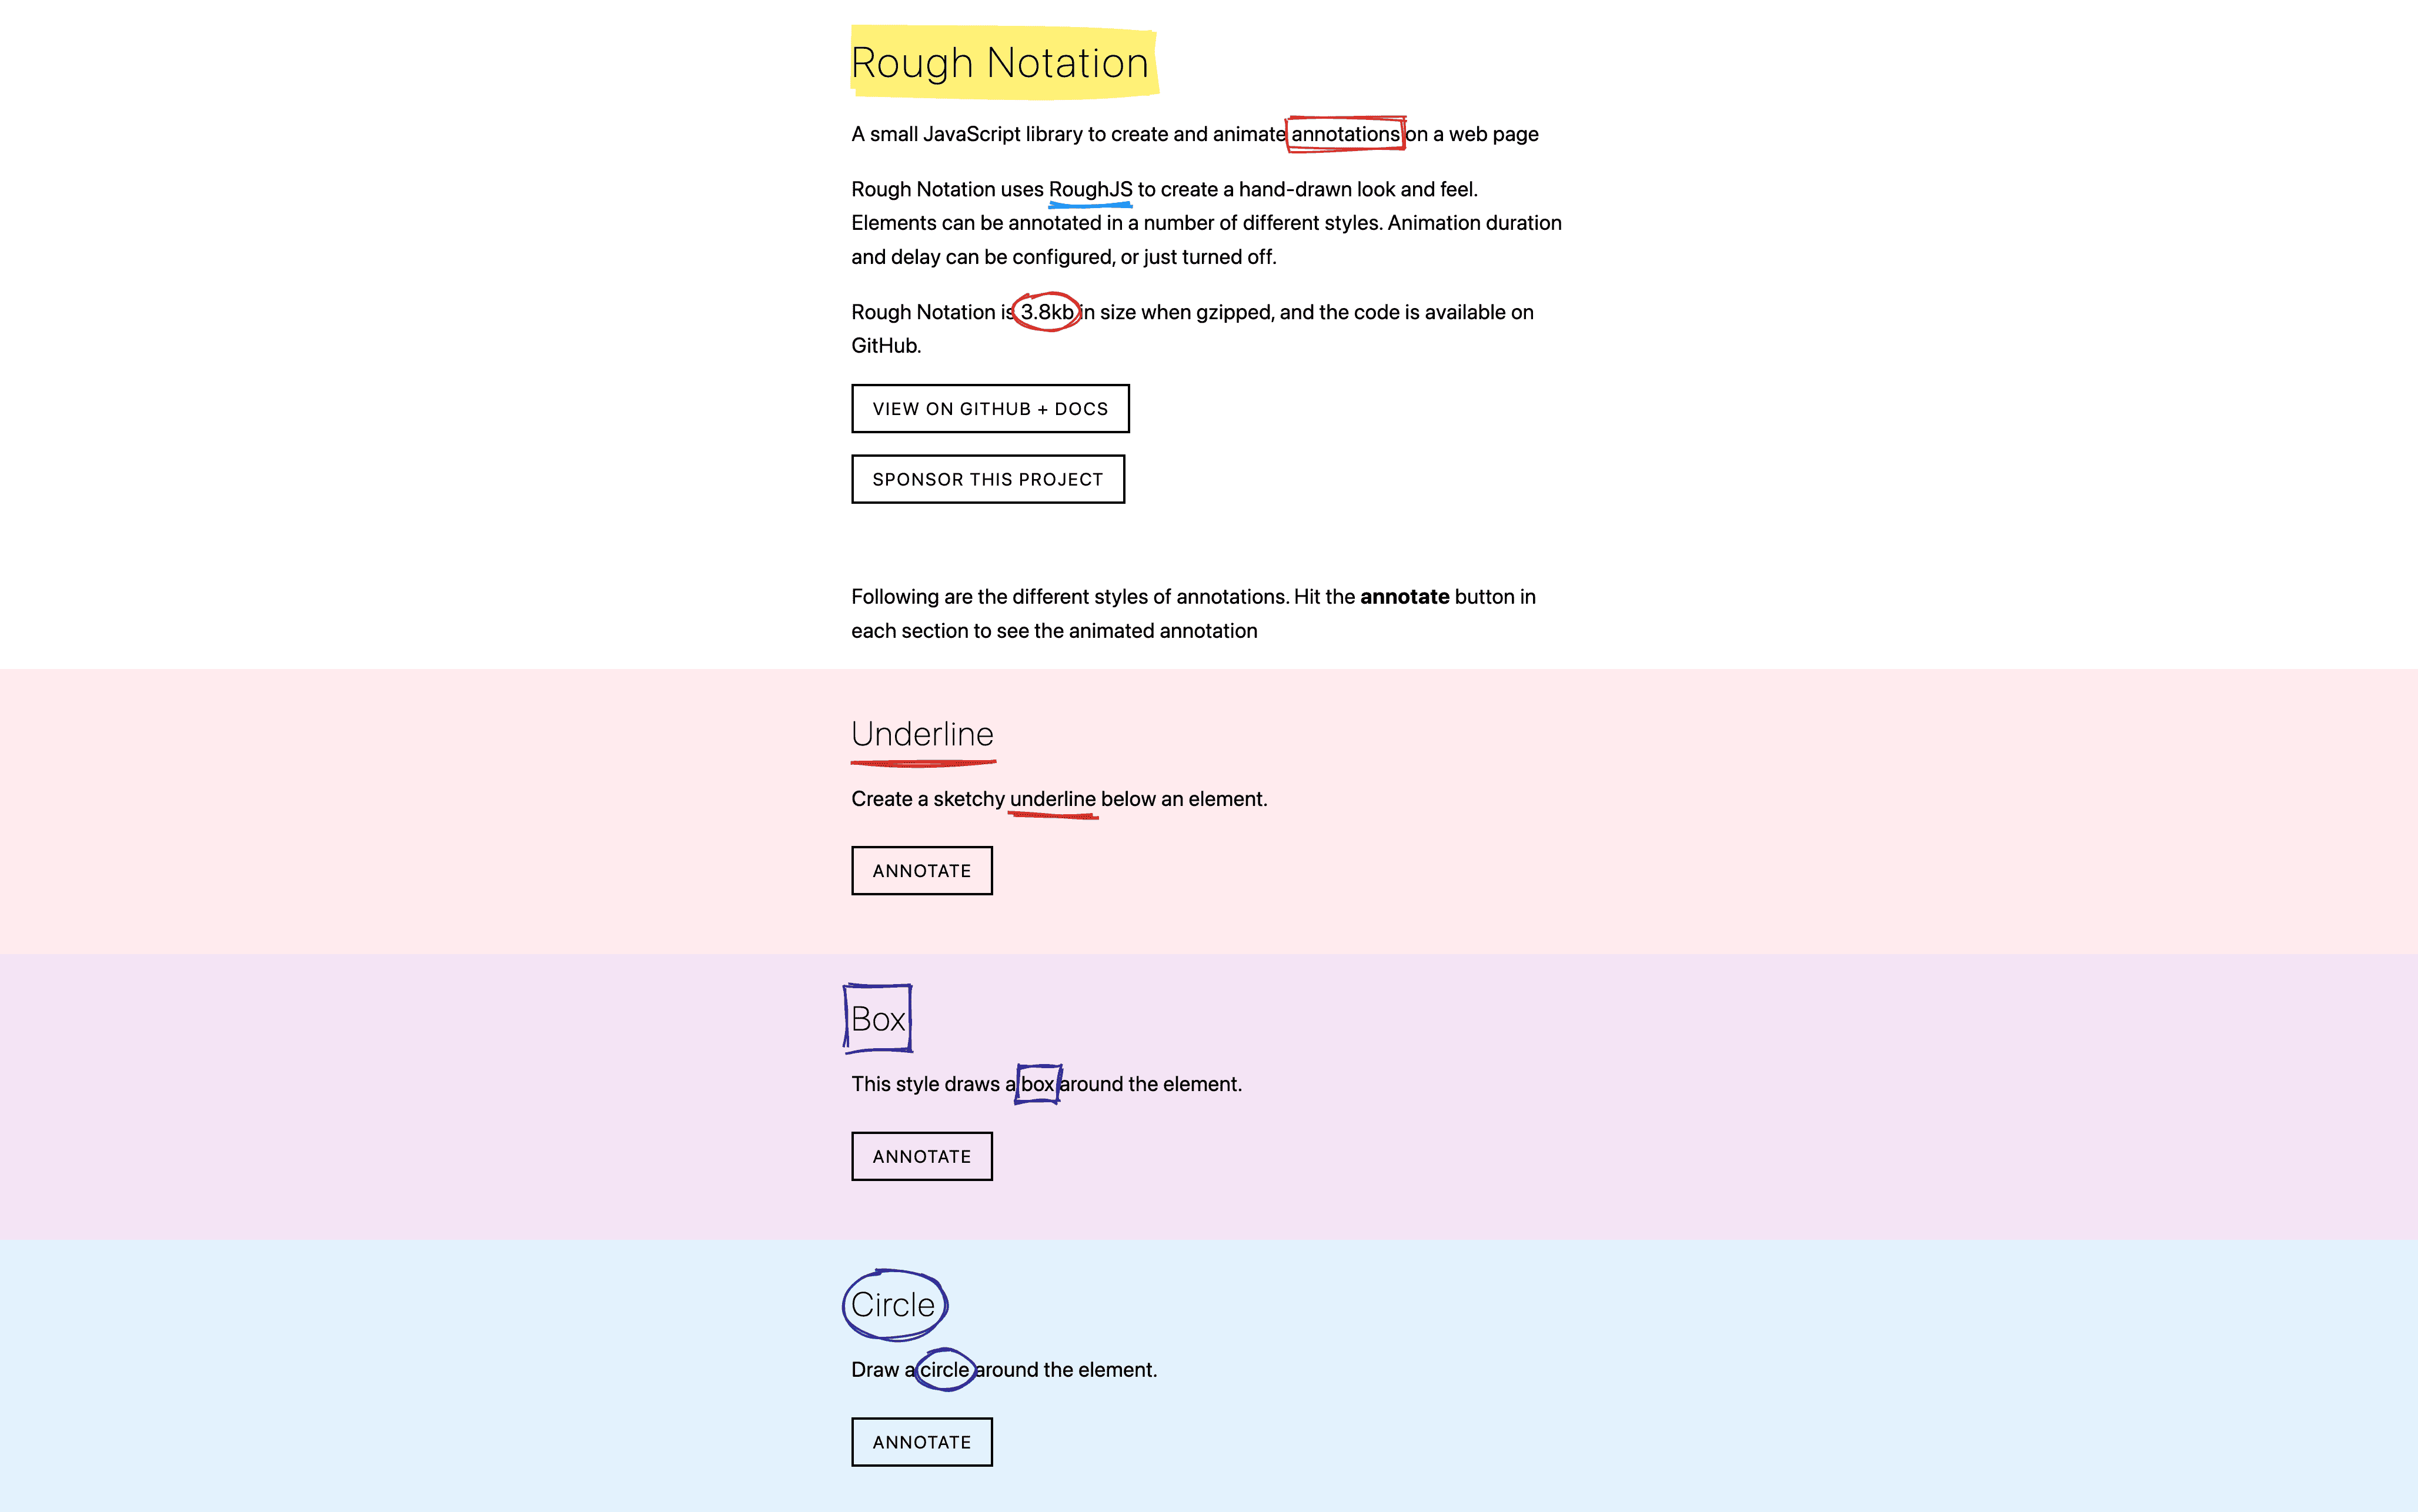 Rough Notation
A small JavaScript library to create and animate annotations on a web page
Rough Notation uses RoughJS to create a hand-drawn look and feel.
Elements can be annotated in a number of different styles. Animation duration
and delay can be configured, or just turned off.
Rough Notation is 3.8kb in size when gzipped, and the code is available on
GitHub.
VIEW ON GITHUB + DOCS
SPONSOR THIS PROJECT
Following are the different styles of annotations. Hit the annotate button in
each section to see the animated annotation
Underline
Create a sketchy underline below an element.
ANNOTATE
Box
This style draws a box around the element.
ANNOTATE
Circle
Draw a circle around the element.
ANNOTATE